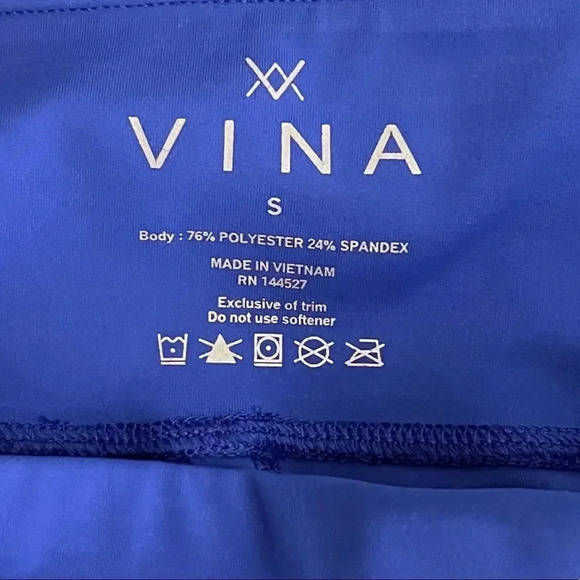 VINA
S
Body : 76% POLYESTER 24% SPANDEX
MADE IN VIETNAM
RN 144527
Exclusive of trim
Do not use softener